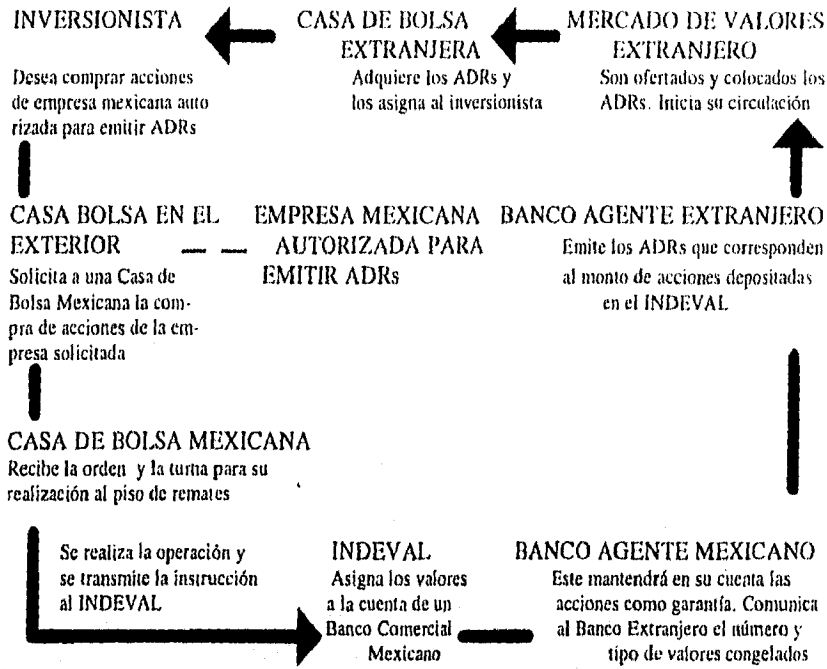 INVERSIONISTA
Desea comprar acciones
de empresa mexicana auto
rizada para emitir ADRs
CASA DE BOLSA
EXTRANJERA
Adquiere los ADRs y
los asigna al inversionista
MERCADO DE VALORES
EXTRANJERO
Son ofertados y colocados los
ADRs. Inicia su circulación
CASA BOLSA EN EL
EXTERIOR
Solicita a una Casa de
Bolsa Mexicana la com-
pra de acciones de la em-
presa solicitada
EMPRESA MEXICANA
AUTORIZADA PARA
EMITIR ADRs
BANCO AGENTE EXTRANJERO
Emite los ADRs que corresponden
al monto de acciones depositadas
en el INDEVAL
CASA DE BOLSA MEXICANA
Recibe la orden y la turna para su
realización al piso de remates
Se realiza la operación y
se transmite la instrucción
al INDEVAL
INDEVAL
Asigna los valores
a la cuenta de un
Banco Comercial
Mexicano
BANCO AGENTE MEXICANO
Este mantendrá en su cuenta las
acciones como garantía. Comunica
al Banco Extranjero el número y
tipo de valores congelados